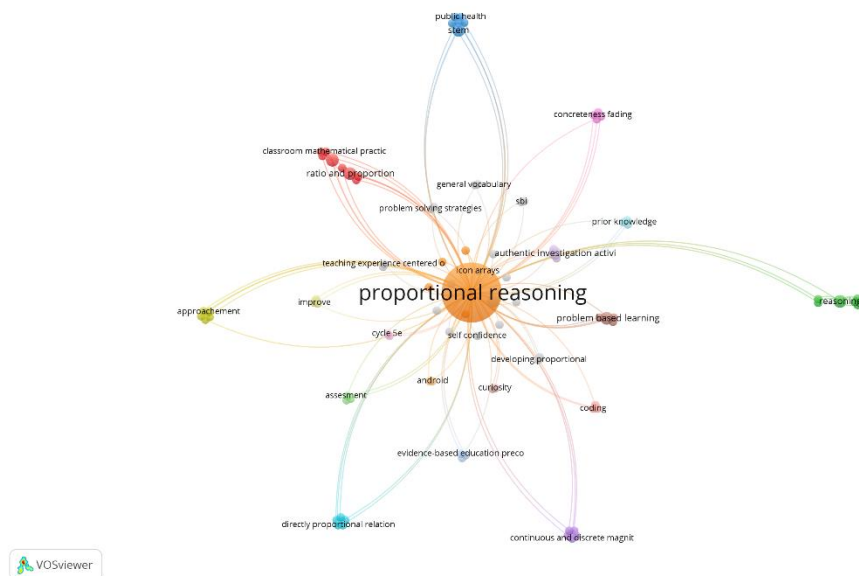 public health
stem
concreteness fading
classroom mathematical practic
ratio and proportion
general vocabulary
problem solving strategies
sbi
prior knowledge
authentic investigation activi
teaching experience centered o
icon arrays
proportional reasoning
improve
reasoning
approachement
problem based learning
cycle 5e
self confidence
developing proportional
android
curiosity
assesment
coding
evidence-based education preco
directly proportional relation
continuous and discrete magnit
VOSviewer